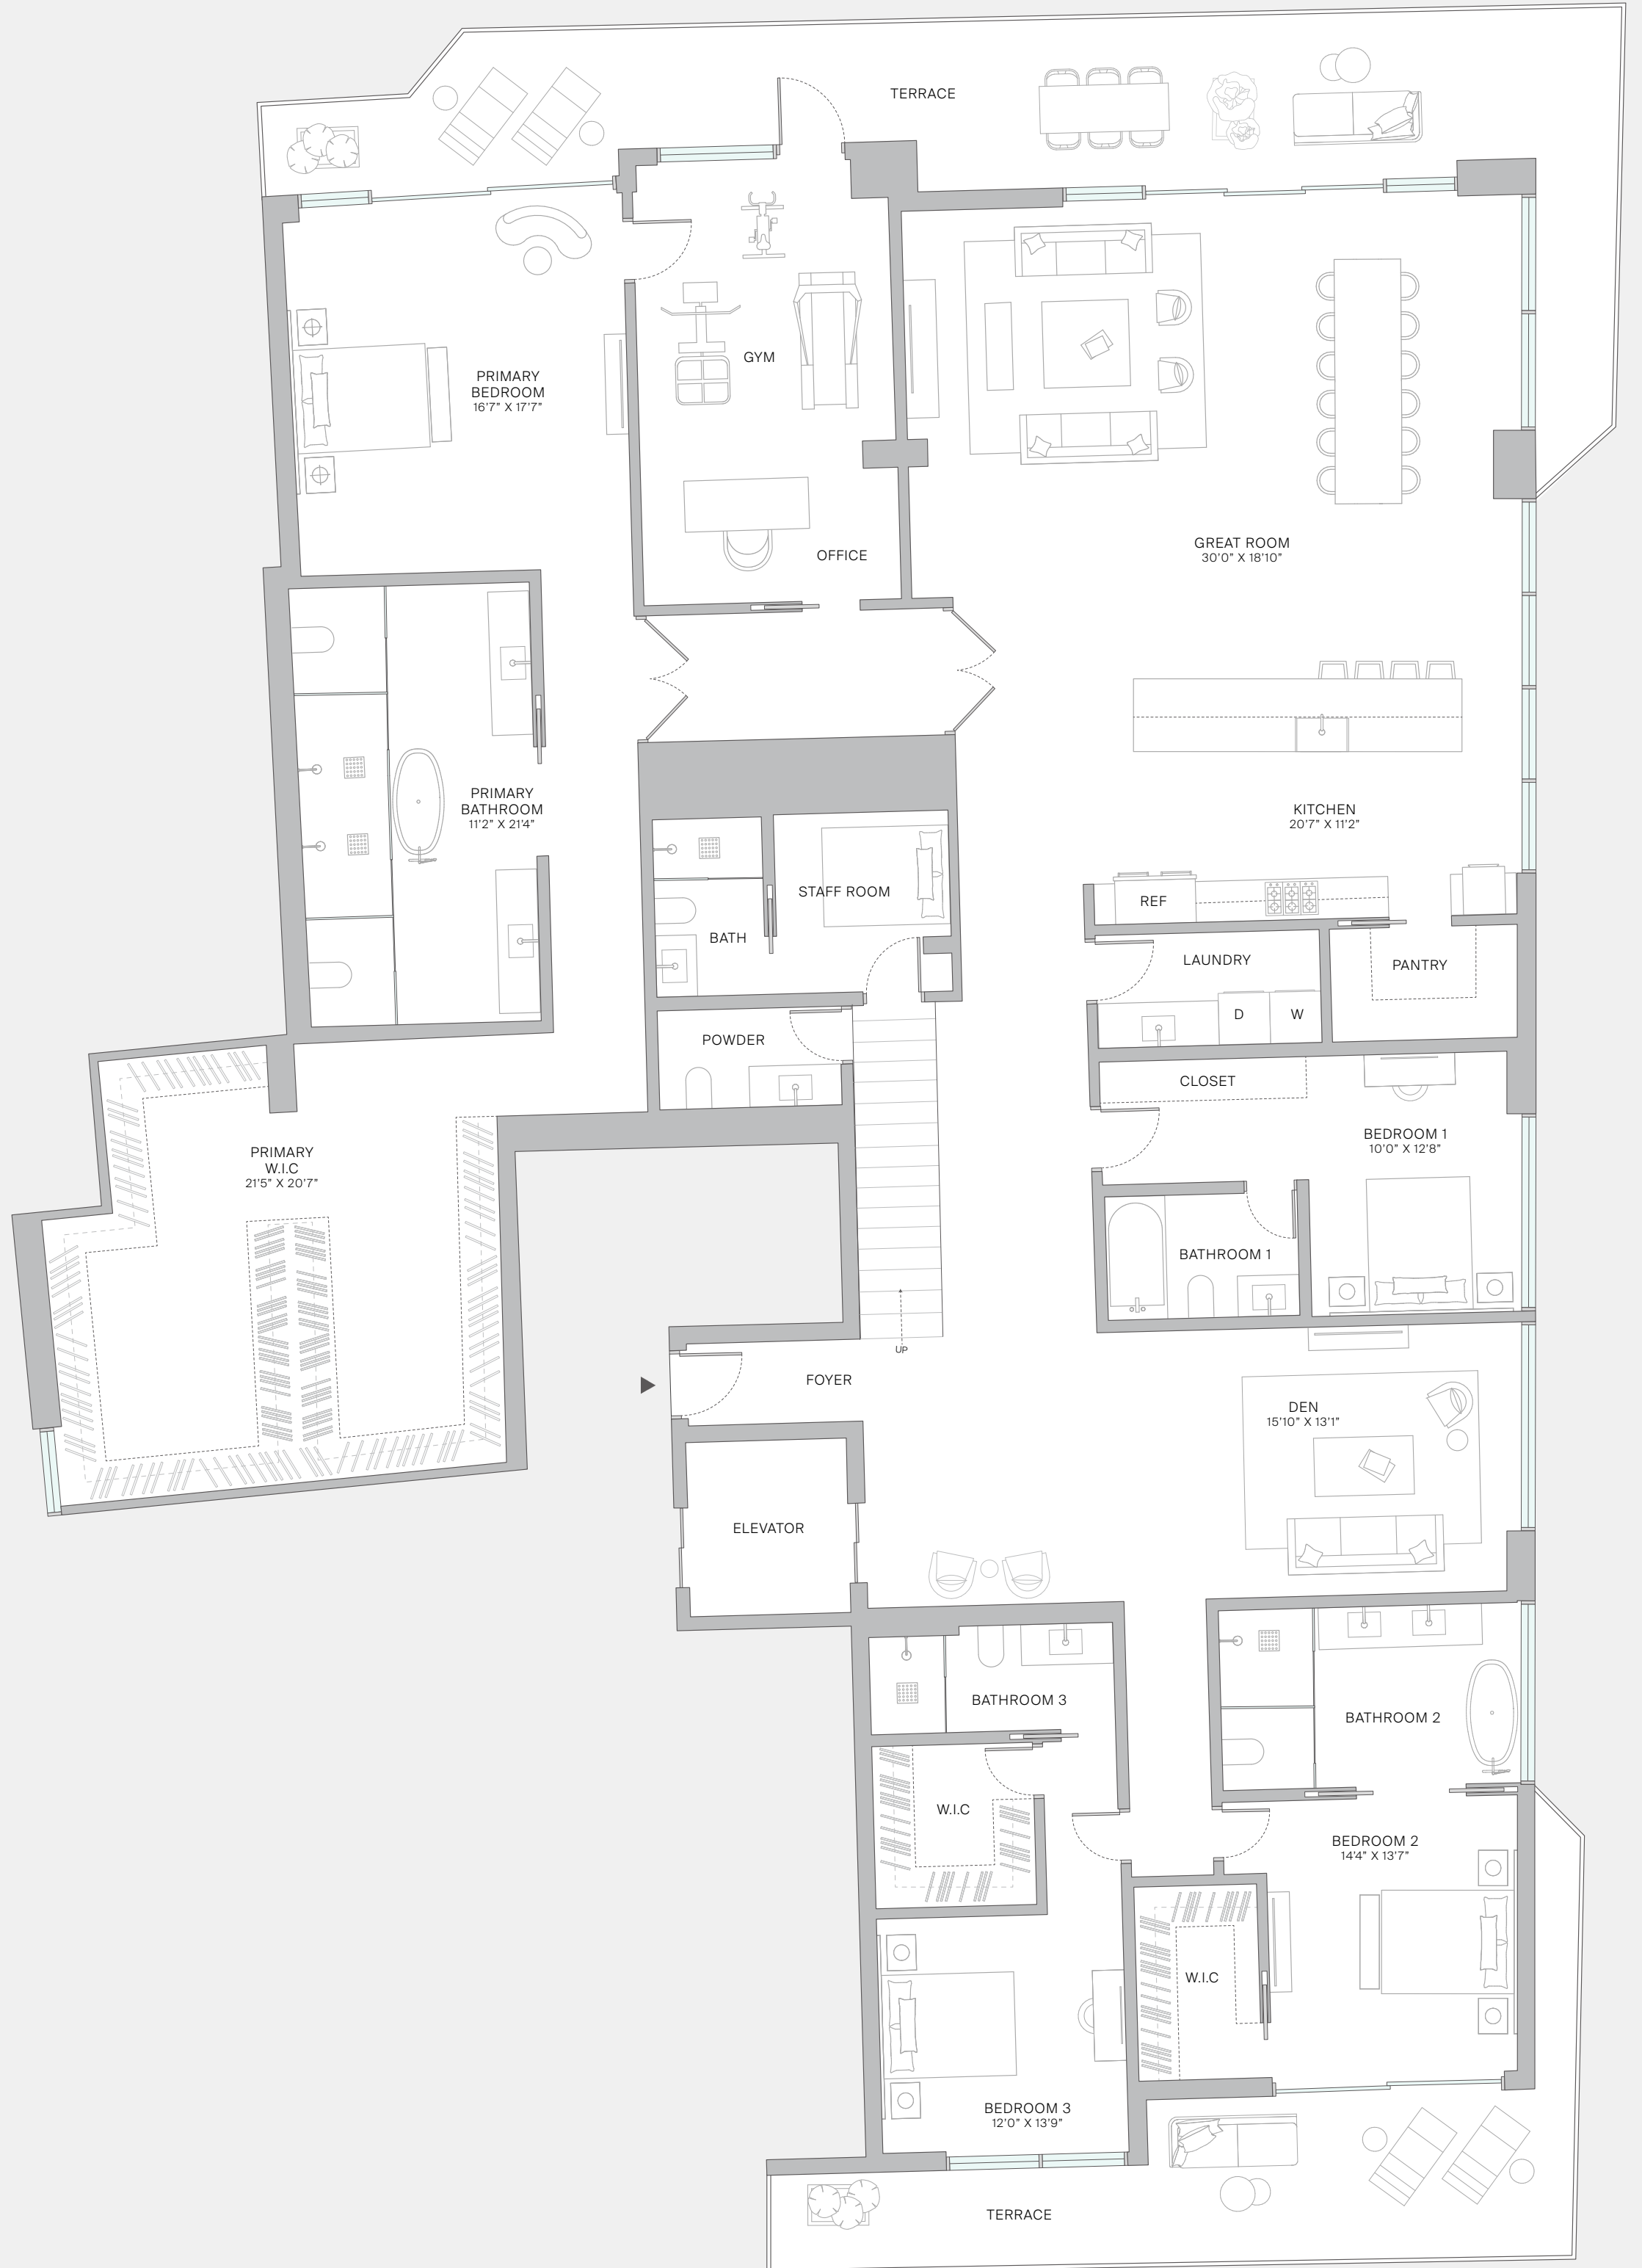 TERRACE
GYM
PRIMARY
BEDROOM
16'7" X 17'7"
OFFICE
GREAT ROOM
30'0" X 18'10"
PRIMARY
BATHROOM
11'2" X 21'4"
KITCHEN
20'7" X 11'2"
STAFF ROOM
REF
BATH
LAUNDRY
PANTRY
D
W
POWDER
CLOSET
BEDROOM 1
10'0" X 12'8"
PRIMARY
W.I.C
21'5" X 20'7"
BATHROOM 1
UP
FOYER
DEN
15'10" X 13'1"
ELEVATOR
BATHROOM 3
BATHROOM 2
W.I.C
BEDROOM 2
14'4" X 13'7"
W.I.C
BEDROOM 3
12'0" X 13'9"
TERRACE